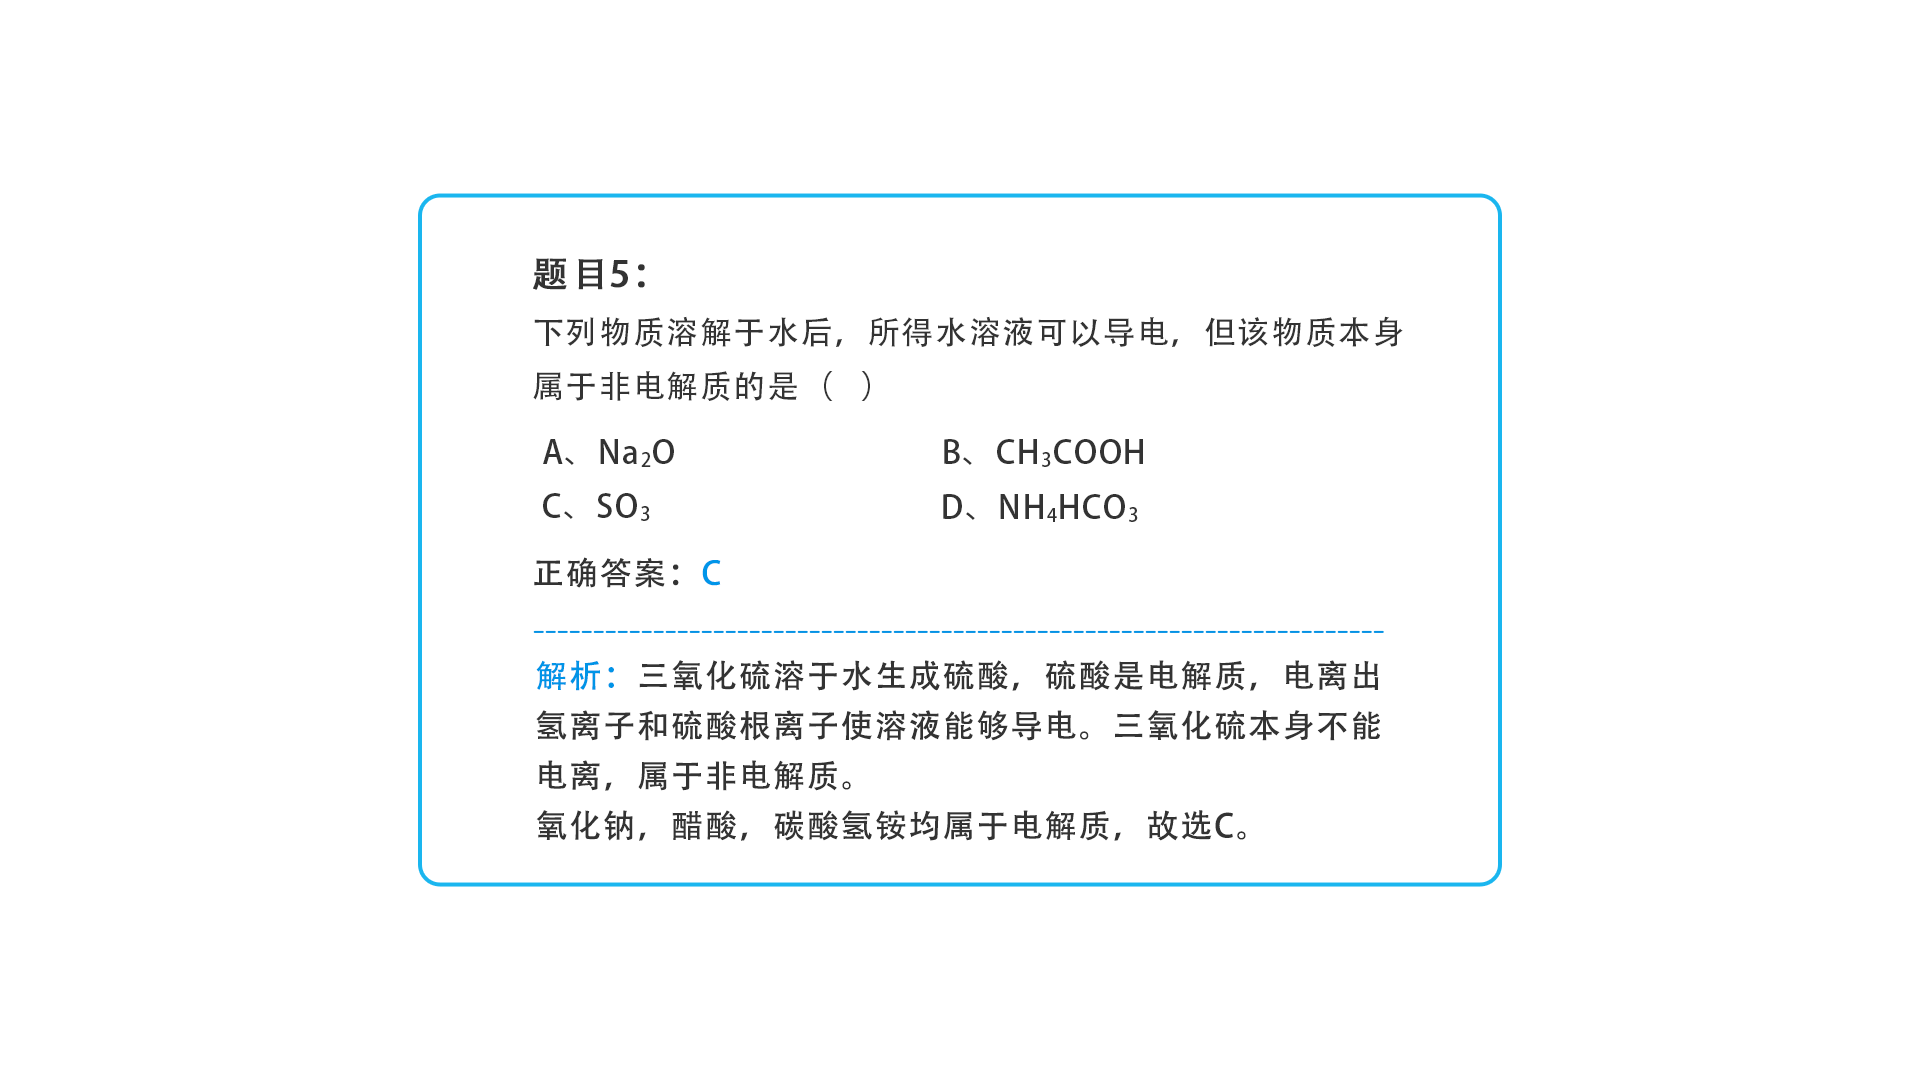 题目5：
下列物质溶解于水后，所得水溶液可以导电，但该物质本身
属于非电解质的是（ ）
A、Na₂O B、CH₃COOH
C、SO₃ D、NH₄HCO₃
正确答案：C
解析：三氧化硫溶于水生成硫酸，硫酸是电解质，电离出
氢离子和硫酸根离子使溶液能够导电。三氧化硫本身不能
电离，属于非电解质。
氧化钠，醋酸，碳酸氢铵均属于电解质，故选C。